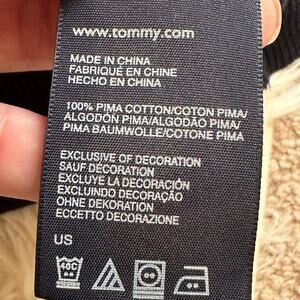 www.tommy.com
MADE IN CHINA
FABRIQUÉ EN CHINE
HECHO EN CHINA
100% PIMA COTTON/COTON PIMA/
ALGODÓN PIMA/ALGODÃO PIMA/
PIMA BAUMWOLLE/COTONE PIMA
EXCLUSIVE OF DECORATION
SAUF DÉCORATION
EXCLUYE LA DECORACIÓN
EXCLUINDO DECORAÇÃO
OHNE DEKORATION
ECCETTO DECORAZIONE
US
40C